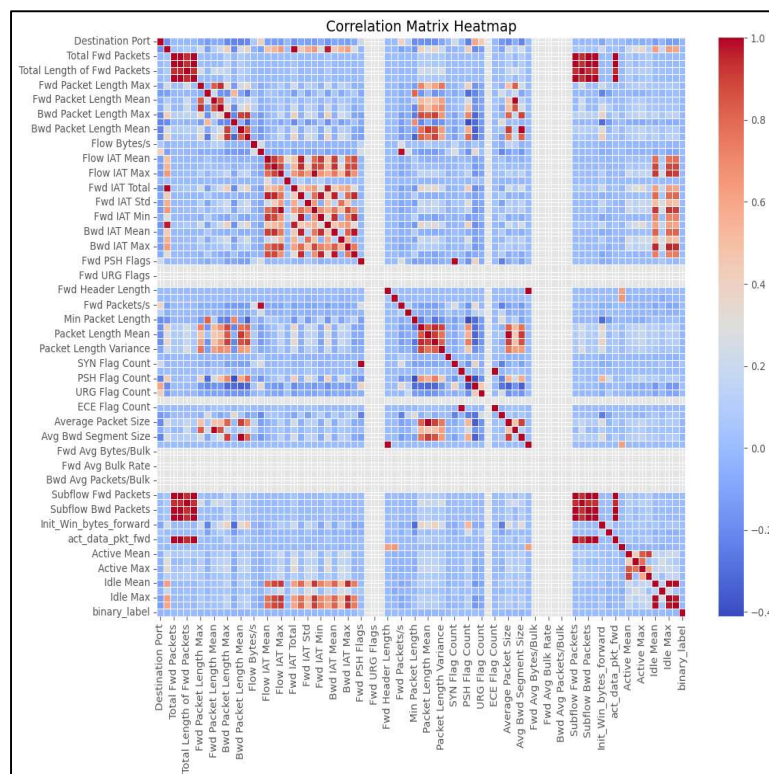 Correlation Matrix Heatmap
Destination Port
Total Fwd Packets
Total Length of Fwd Packets
Fwd Packet Length Max
Fwd Packet Length Mean
Bwd Packet Length Max
Bwd Packet Length Mean
Flow Bytes/s
Flow IAT Mean
Flow IAT Max
Fwd IAT Total
Fwd IAT Std
Fwd IAT Min
Bwd IAT Mean
Bwd IAT Max
Fwd PSH Flags
Fwd URG Flags
Fwd Header Length
Fwd Packets/s
Min Packet Length
Packet Length Mean
Packet Length Variance
SYN Flag Count
PSH Flag Count
URG Flag Count
ECE Flag Count
Average Packet Size
Avg Bwd Segment Size
Fwd Avg Bytes/Bulk
Fwd Avg Bulk Rate
Bwd Avg Packets/Bulk
Subflow Fwd Packets
Subflow Bwd Packets
Init_Win_bytes_forward
act_data_pkt_fwd
Active Mean
Active Max
Idle Mean
Idle Max
binary_label
Destination Port
Total Fwd Packets
Total Length of Fwd Packets
Fwd Packet Length Max
Fwd Packet Length Mean
Bwd Packet Length Max
Bwd Packet Length Mean
Flow Bytes/s
Flow IAT Mean
Flow IAT Max
Fwd IAT Total
Fwd IAT Std
Fwd IAT Min
Bwd IAT Mean
Bwd IAT Max
Fwd PSH Flags
Fwd URG Flags
Fwd Header Length
Fwd Packets/s
Min Packet Length
Packet Length Mean
Packet Length Variance
SYN Flag Count
PSH Flag Count
URG Flag Count
ECE Flag Count
Average Packet Size
Avg Bwd Segment Size
Fwd Avg Bytes/Bulk
Fwd Avg Bulk Rate
Bwd Avg Packets/Bulk
Subflow Fwd Packets
Subflow Bwd Packets
Init_Win_bytes_forward
act_data_pkt_fwd
Active Mean
Active Max
Idle Mean
Idle Max
binary_label
1.0
0.8
0.6
0.4
0.2
0.0
-0.2
-0.4